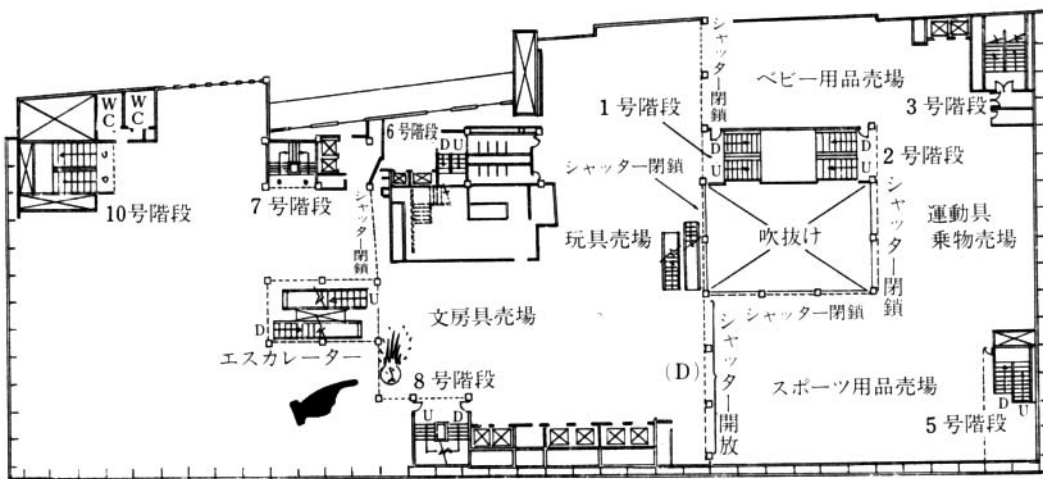 シャッター閉鎖
ベビー用品売場
WC
WC
1号階段
3号階段
6号階段
D U
D
U
D
U
2号階段
シャッター閉鎖
10号階段
7号階段
シャッター閉鎖
玩具売場
吹抜け
シャッター閉鎖
運動具
乗物売場
U
D
文房具売場
シャッター閉鎖
エスカレーター
(D)
シャッター開放
スポーツ用品売場
8号階段
U D
D U
5号階段